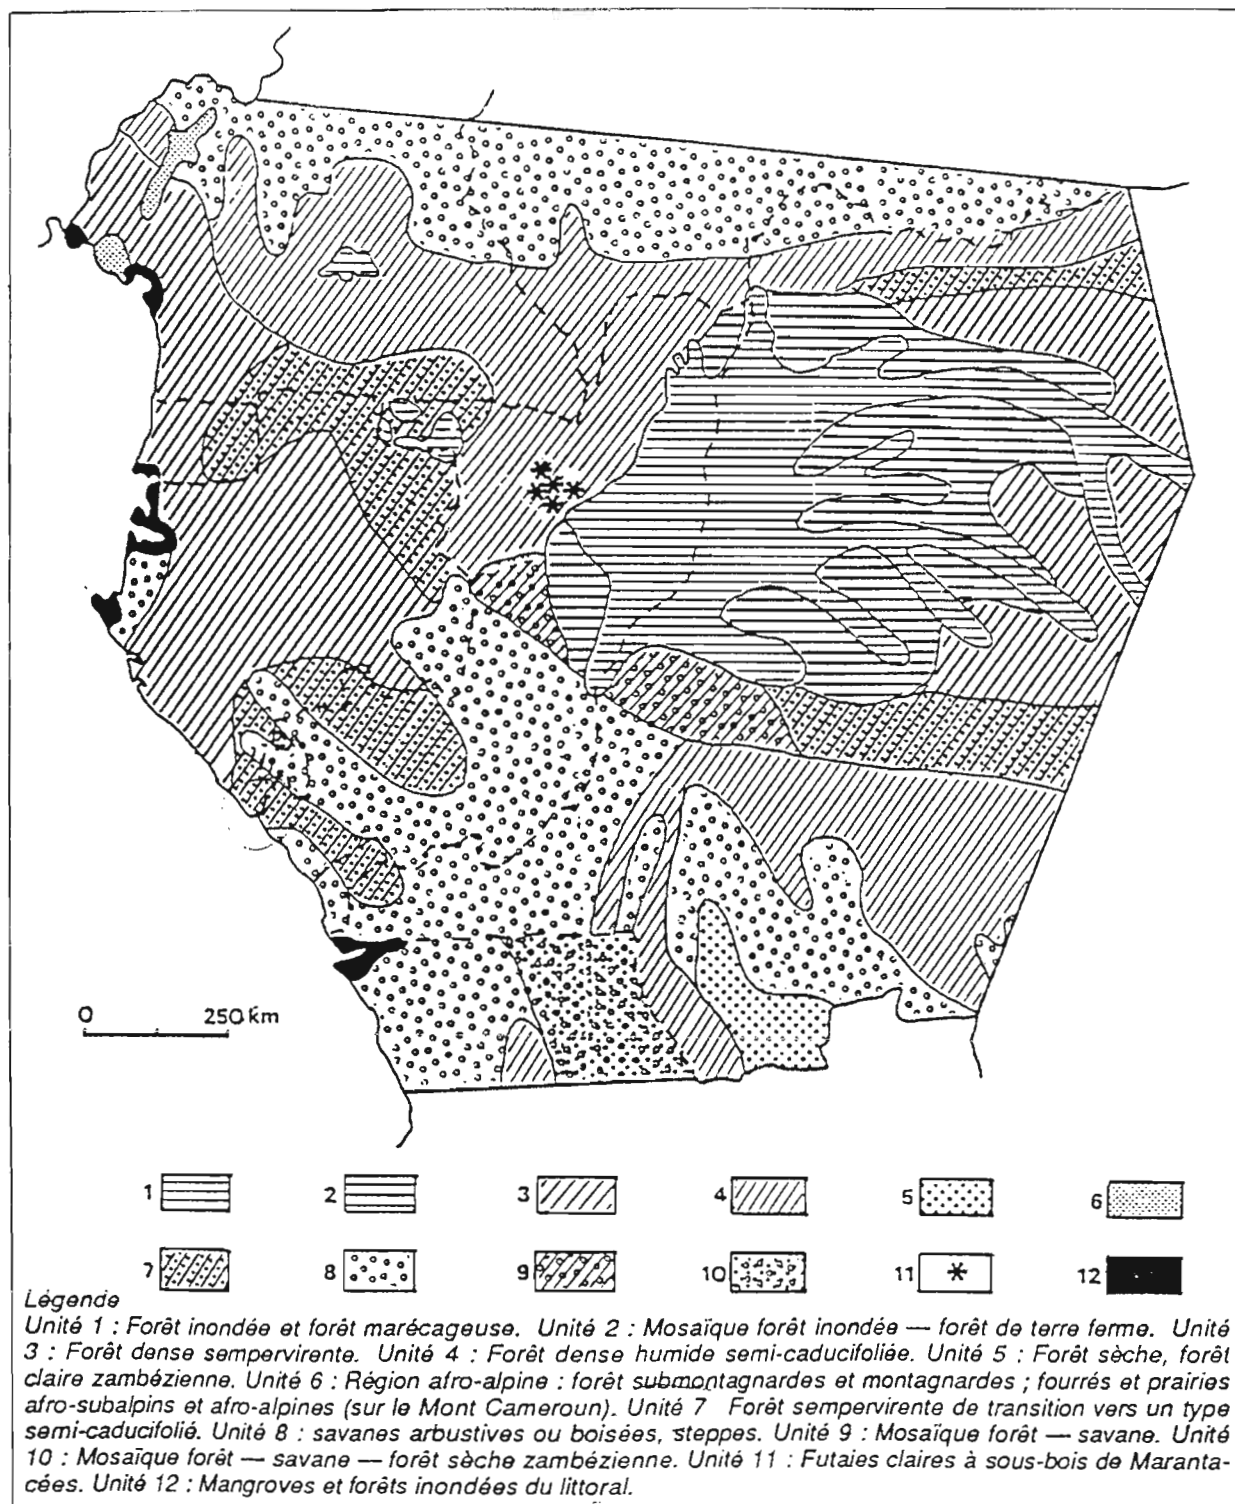 0 250 km
1 2 3 4 5 6
7 8 9 10 11 12
Légende
Unité 1 : Forêt inondée et forêt marécageuse. Unité 2 : Mosaïque forêt inondée — forêt de terre ferme. Unité
3 : Forêt dense sempervirente. Unité 4 : Forêt dense humide semi-caducifoliée. Unité 5 : Forêt sèche, forêt
claire zambézienne. Unité 6 : Région afro-alpine : forêt submontagnardes et montagnardes ; fourrés et prairies
afro-subalpins et afro-alpines (sur le Mont Cameroun). Unité 7 Forêt sempervirente de transition vers un type
semi-caducifolié. Unité 8 : savanes arbustives ou boisées, steppes. Unité 9 : Mosaïque forêt — savane. Unité
10 : Mosaïque forêt — savane — forêt sèche zambézienne. Unité 11 : Futaies claires à sous-bois de Maranta-
cées. Unité 12 : Mangroves et forêts inondées du littoral.